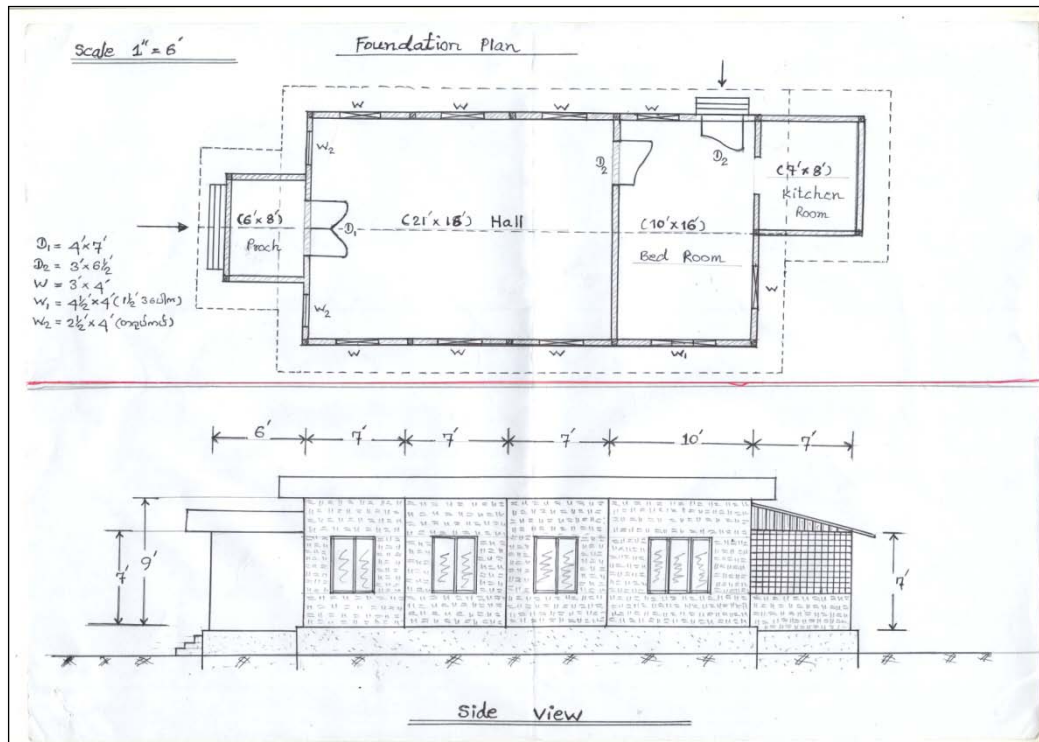 Scale 1" = 6'
Foundation Plan
W W W W
W2
D2
D2
(7' x 8')
Kitchen
Room
(6' x 8')
Proch
D1
(21' x 16') Hall
(10' x 16')
Bed Room
W
D1 = 4' x 7'
D2 = 3' x 6½'
W = 3' x 4'
W1 = 4½' x 4'
W2 = 2½' x 4'
W2
W W W W1
6' 7' 7' 7' 10' 7'
7'
9'
7'
Side View